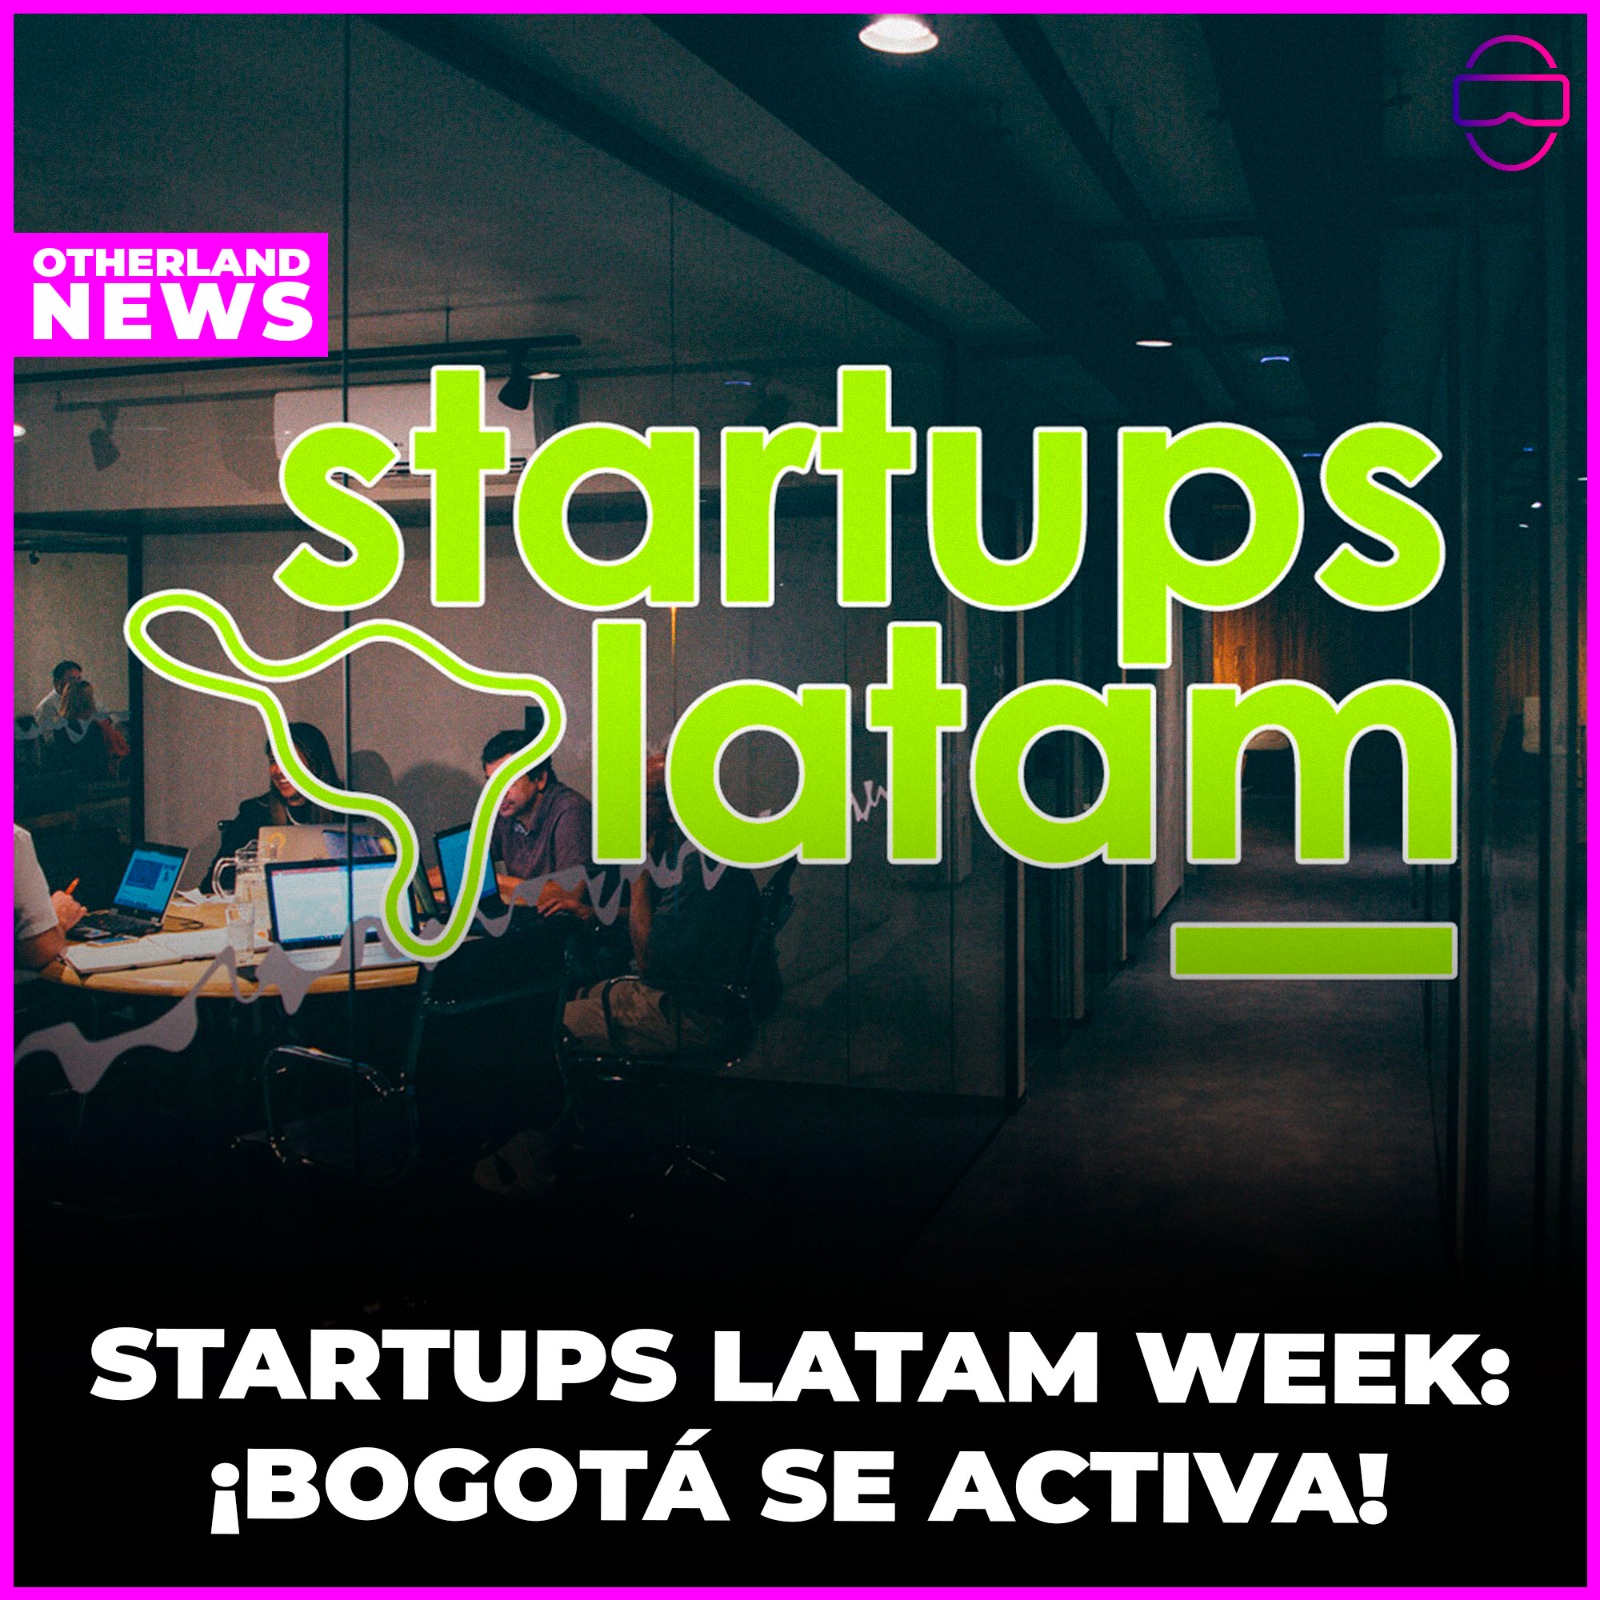 OTHERLAND
NEWS
startups
latam
STARTUPS LATAM WEEK:
¡BOGOTÁ SE ACTIVA!